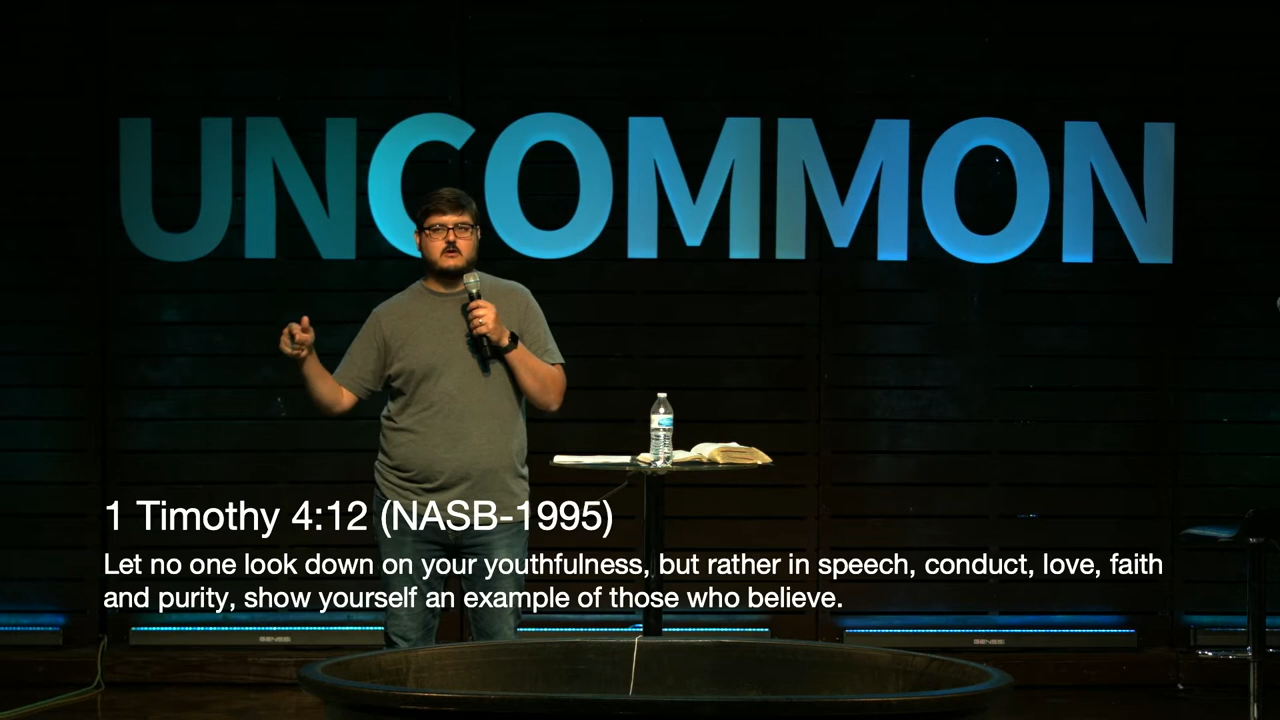 UNCOMMON
1 Timothy 4:12 (NASB-1995)
Let no one look down on your youthfulness, but rather in speech, conduct, love, faith
and purity, show yourself an example of those who believe.